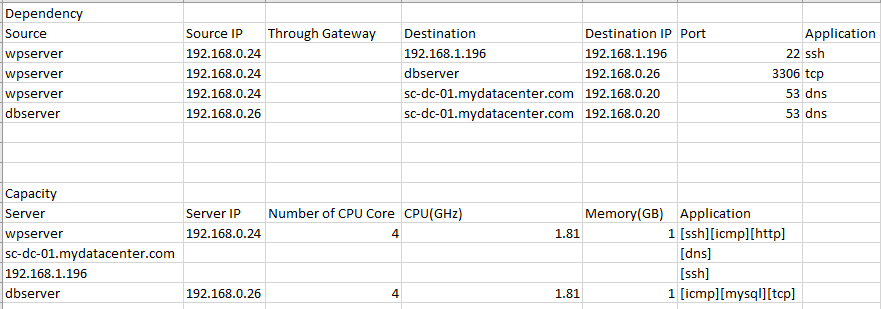 Dependency
Source Source IP Through Gateway Destination Destination IP Port Application
wpserver 192.168.0.24 192.168.1.196 192.168.1.196 22 ssh
wpserver 192.168.0.24 dbserver 192.168.0.26 3306 tcp
wpserver 192.168.0.24 sc-dc-01.mydatacenter.com 192.168.0.20 53 dns
dbserver 192.168.0.26 sc-dc-01.mydatacenter.com 192.168.0.20 53 dns
Capacity
Server Server IP Number of CPU Core CPU(GHz) Memory(GB) Application
wpserver 192.168.0.24 4 1.81 1 [ssh][icmp][http]
sc-dc-01.mydatacenter.com [dns]
192.168.1.196 [ssh]
dbserver 192.168.0.26 4 1.81 1 [icmp][mysql][tcp]